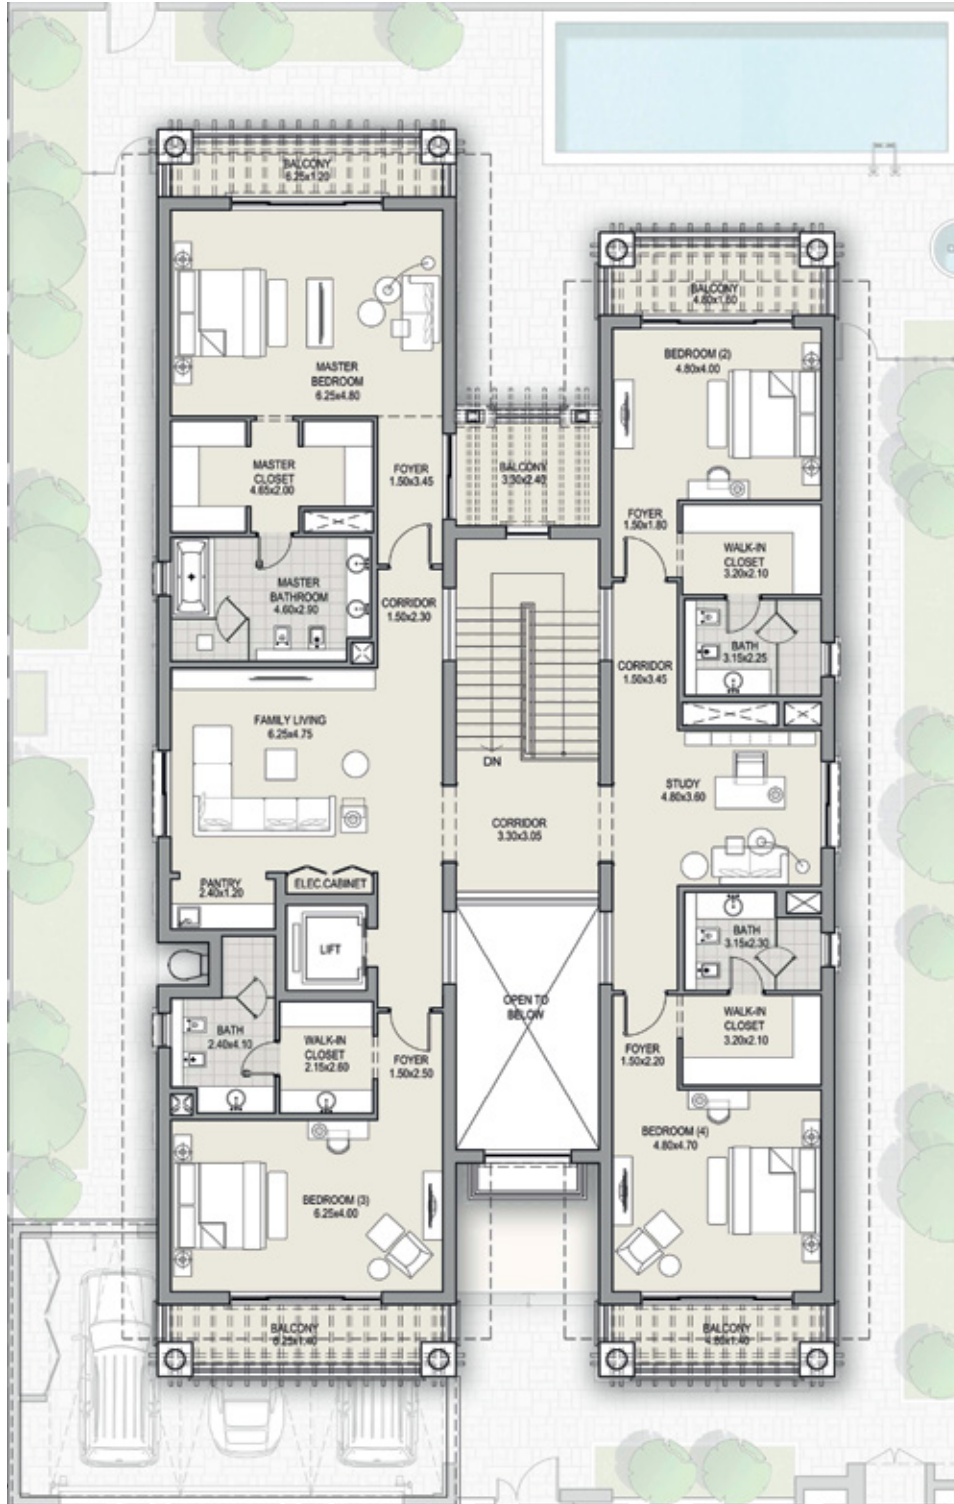 BALCONY
6.25x1.20
BALCONY
4.80x1.60
BEDROOM (2)
4.80x4.00
MASTER
BEDROOM
6.25x4.80
MASTER
CLOSET
4.65x2.00
FOYER
1.50x3.45
BALCONY
3.30x2.40
FOYER
1.50x1.80
WALK-IN
CLOSET
3.20x2.10
MASTER
BATHROOM
4.60x2.90
CORRIDOR
1.50x2.30
BATH
3.15x2.25
CORRIDOR
1.50x3.45
FAMILY LIVING
6.25x4.75
DN
STUDY
4.80x3.60
CORRIDOR
3.30x3.05
PANTRY
2.40x1.20
ELEC.CABINET
LIFT
BATH
3.15x2.30
OPEN TO
BELOW
WALK-IN
CLOSET
3.20x2.10
BATH
2.40x4.10
WALK-IN
CLOSET
2.15x2.60
FOYER
1.50x2.50
FOYER
1.50x2.20
BEDROOM (4)
4.80x4.70
BEDROOM (3)
6.25x4.00
BALCONY
6.25x1.40
BALCONY
4.80x1.40